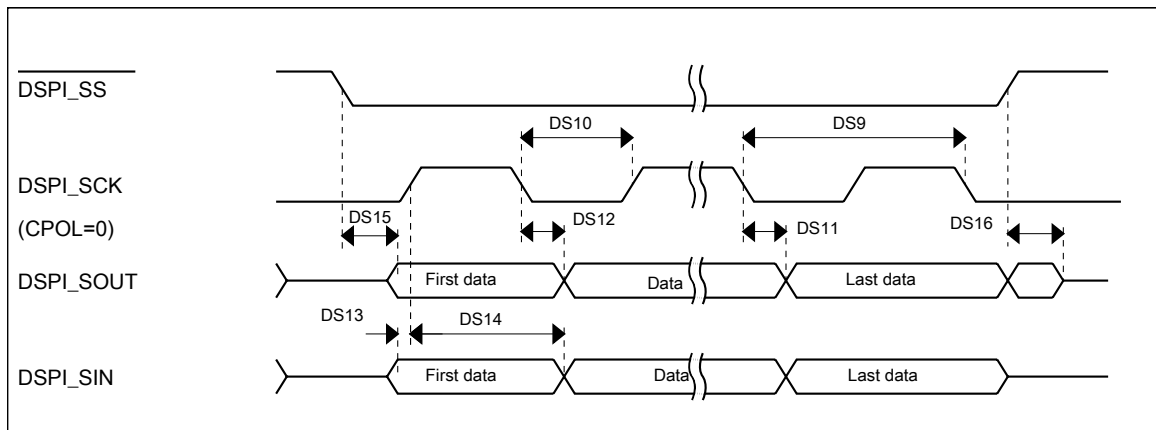 DSPI_SS
DS10
DS9
DSPI_SCK
(CPOL=0)
DS15
DS12
DS11
DS16
DSPI_SOUT
First data
Data
Last data
DS13
DS14
DSPI_SIN
First data
Data
Last data